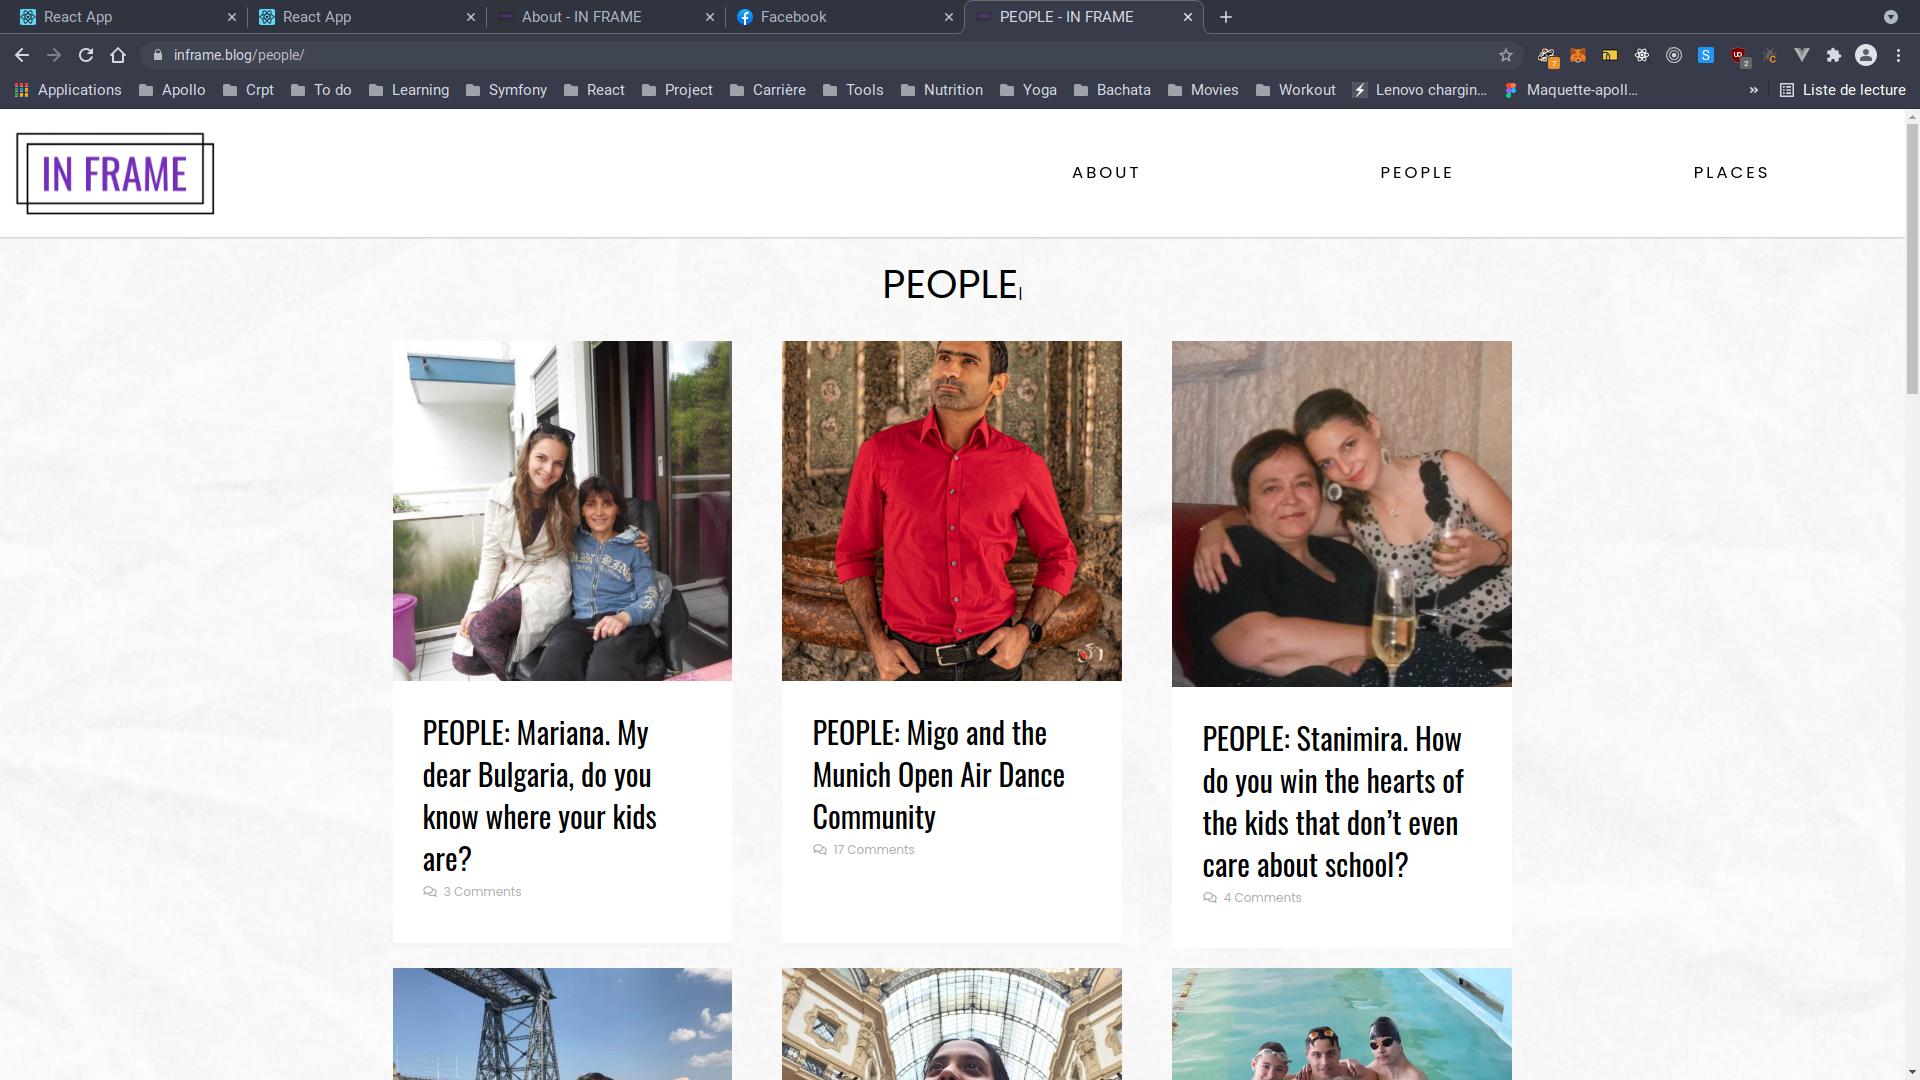 React App
React App
About - IN FRAME
Facebook
PEOPLE - IN FRAME
inframe.blog/people/
7
S
UD
2
C
Applications
Apollo
Crpt
To do
Learning
Symfony
React
Project
Carrière
Tools
Nutrition
Yoga
Bachata
Movies
Workout
Lenovo chargin...
Maquette-apoll...
»
Liste de lecture
IN FRAME
ABOUT
PEOPLE
PLACES
PEOPLE
PEOPLE: Mariana. My
dear Bulgaria, do you
know where your kids
are?
3 Comments
PEOPLE: Migo and the
Munich Open Air Dance
Community
17 Comments
PEOPLE: Stanimira. How
do you win the hearts of
the kids that don’t even
care about school?
4 Comments